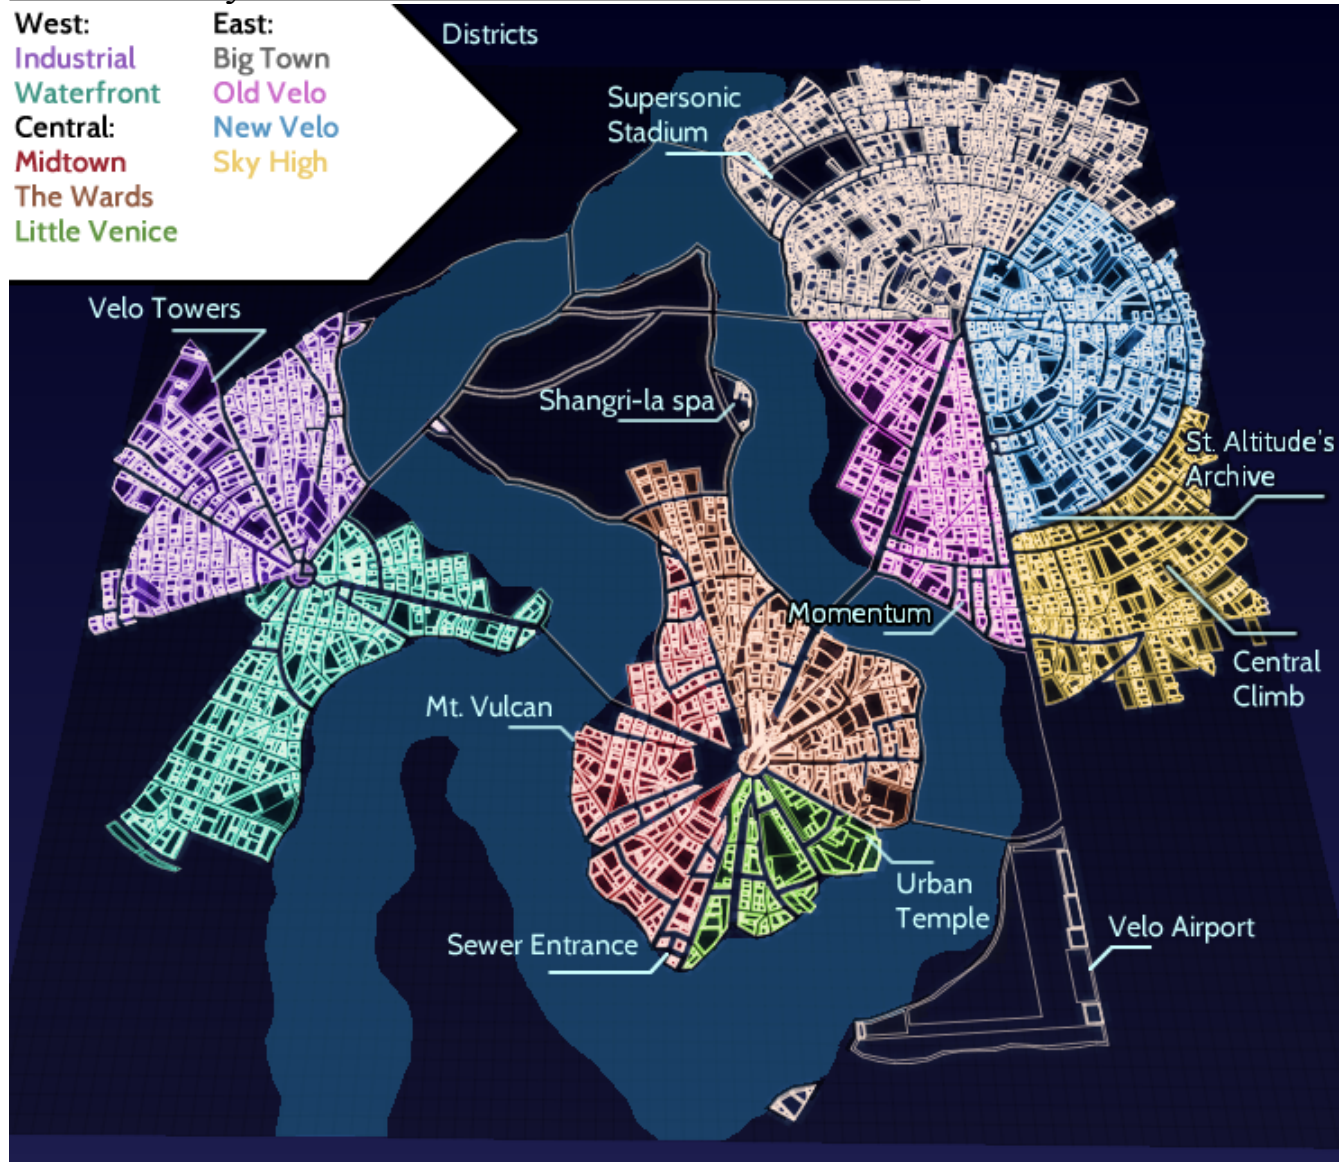 West:
Industrial
Waterfront
Central:
Midtown
The Wards
Little Venice
East:
Big Town
Old Velo
New Velo
Sky High
Districts
Supersonic
Stadium
Velo Towers
Shangri-la spa
St. Altitude's
Archive
Momentum
Central
Climb
Mt. Vulcan
Urban
Temple
Sewer Entrance
Velo Airport